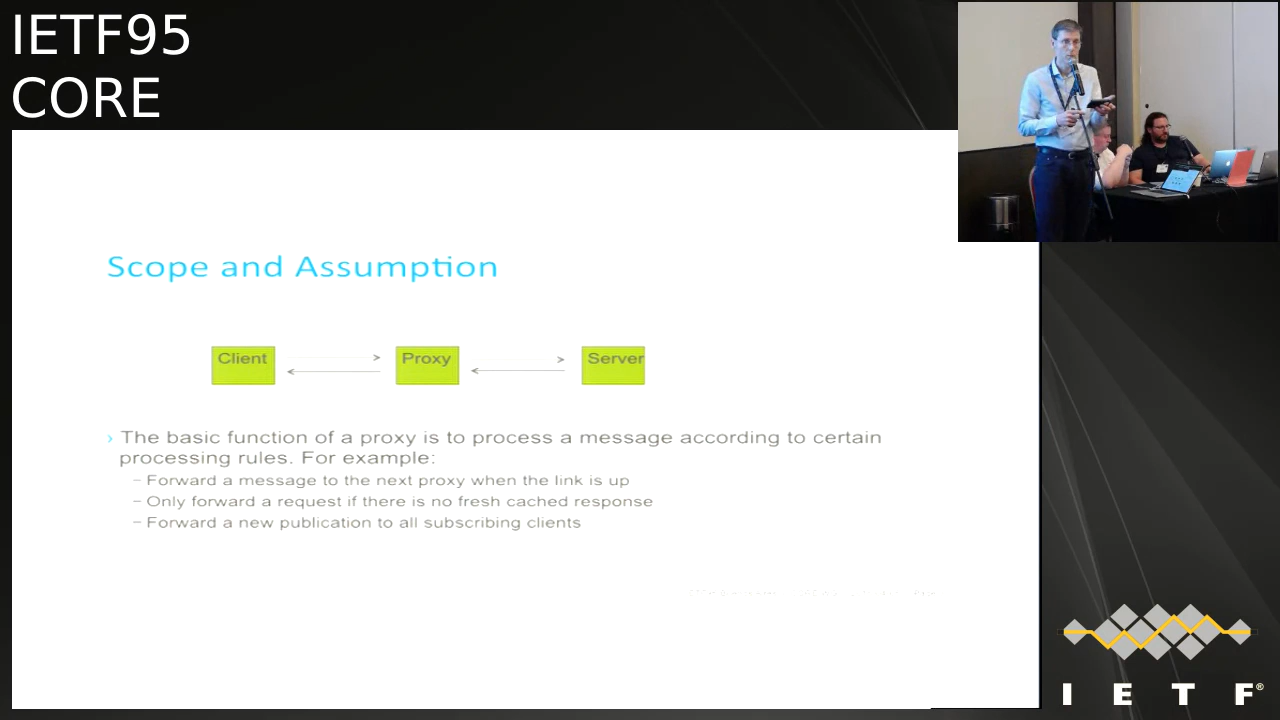 IETF95
CORE
Scope and Assumption
Client
Proxy
Server
› The basic function of a proxy is to process a message according to certain
processing rules. For example:
– Forward a message to the next proxy when the link is up
– Only forward a request if there is no fresh cached response
– Forward a new publication to all subscribing clients
I E T F®